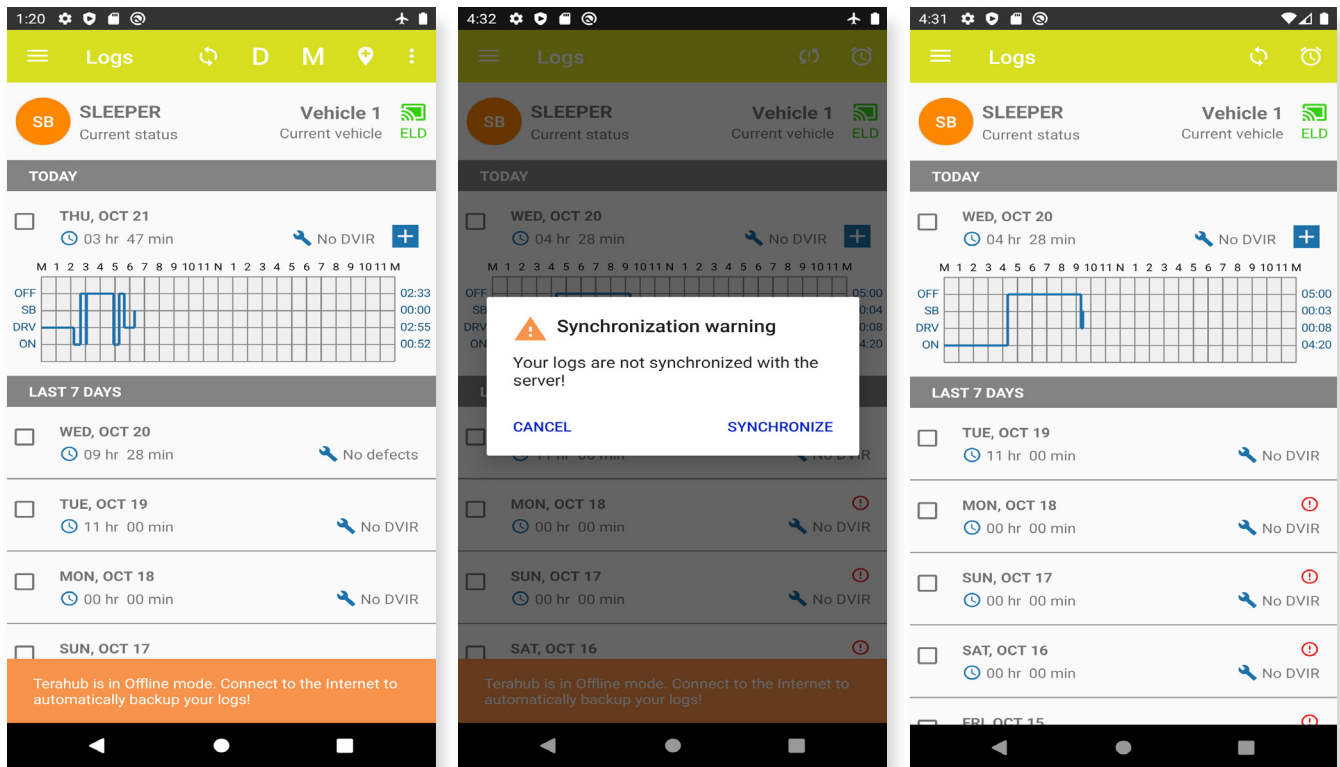 1:20
Logs
D M
SB
SLEEPER
Current status
Vehicle 1
Current vehicle
ELD
TODAY
THU, OCT 21
03 hr 47 min
No DVIR
M 1 2 3 4 5 6 7 8 9 10 11 N 1 2 3 4 5 6 7 8 9 10 11 M
OFF 02:33
SB 00:00
DRV 02:55
ON 00:52
LAST 7 DAYS
WED, OCT 20
09 hr 28 min
No defects
TUE, OCT 19
11 hr 00 min
No DVIR
MON, OCT 18
00 hr 00 min
No DVIR
SUN, OCT 17
Terahub is in Offline mode. Connect to the Internet to
automatically backup your logs!
4:32
Logs
SB
SLEEPER
Current status
Vehicle 1
Current vehicle
ELD
TODAY
WED, OCT 20
04 hr 28 min
No DVIR
M 1 2 3 4 5 6 7 8 9 10 11 N 1 2 3 4 5 6 7 8 9 10 11 M
OFF 05:00
SB 0:04
DRV 0:08
ON 4:20
Synchronization warning
Your logs are not synchronized with the
server!
CANCEL
SYNCHRONIZE
MON, OCT 18
00 hr 00 min
No DVIR
SUN, OCT 17
00 hr 00 min
No DVIR
SAT, OCT 16
Terahub is in Offline mode. Connect to the Internet to
automatically backup your logs!
4:31
Logs
SB
SLEEPER
Current status
Vehicle 1
Current vehicle
ELD
TODAY
WED, OCT 20
04 hr 28 min
No DVIR
M 1 2 3 4 5 6 7 8 9 10 11 N 1 2 3 4 5 6 7 8 9 10 11 M
OFF 05:00
SB 00:03
DRV 00:08
ON 04:20
LAST 7 DAYS
TUE, OCT 19
11 hr 00 min
No DVIR
MON, OCT 18
00 hr 00 min
No DVIR
SUN, OCT 17
00 hr 00 min
No DVIR
SAT, OCT 16
00 hr 00 min
No DVIR
FRI, OCT 15